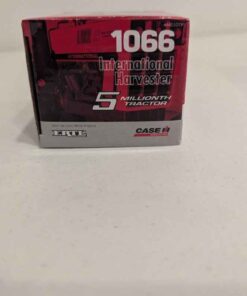 1066
International
Harvester
5 MILLIONTH
TRACTOR
ERTL
CASE IH